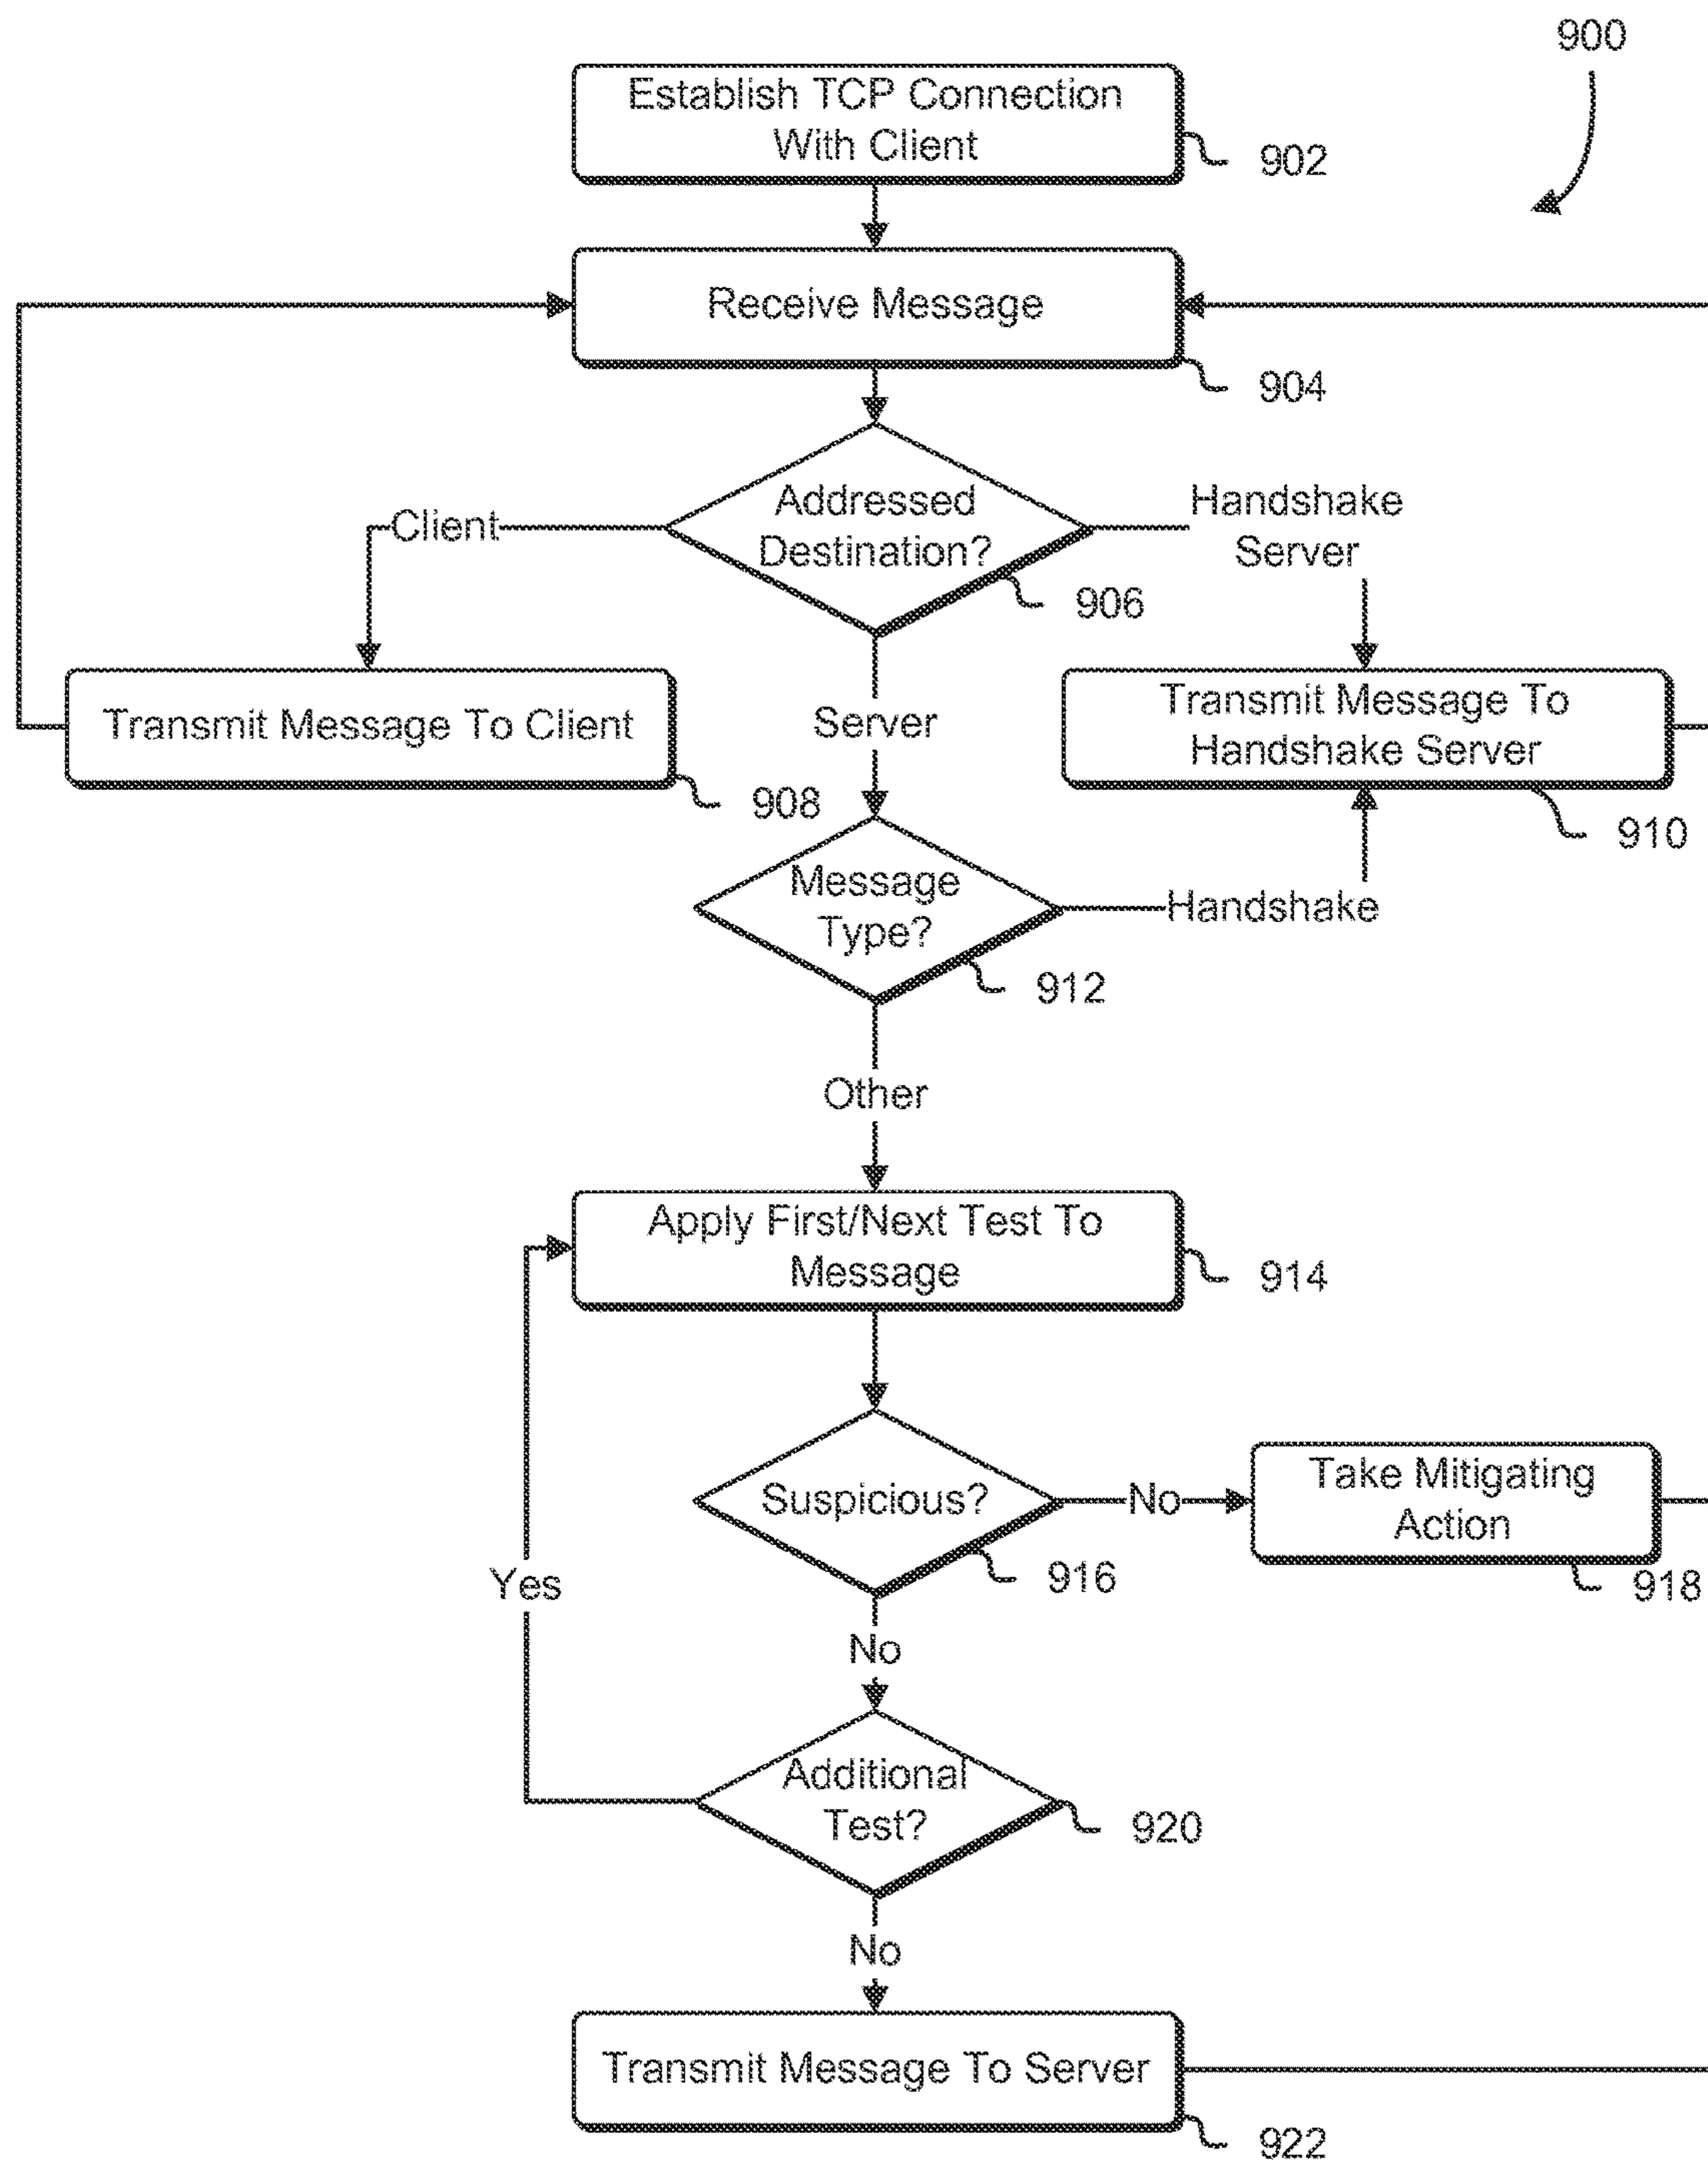 900
Establish TCP Connection
With Client
902
Receive Message
904
Addressed
Destination?
906
Client
Handshake
Server
Transmit Message To Client
908
Server
Transmit Message To
Handshake Server
910
Message
Type?
912
Handshake
Other
Apply First/Next Test To
Message
914
Suspicious?
916
No
Take Mitigating
Action
918
Yes
No
Additional
Test?
920
No
Transmit Message To Server
922